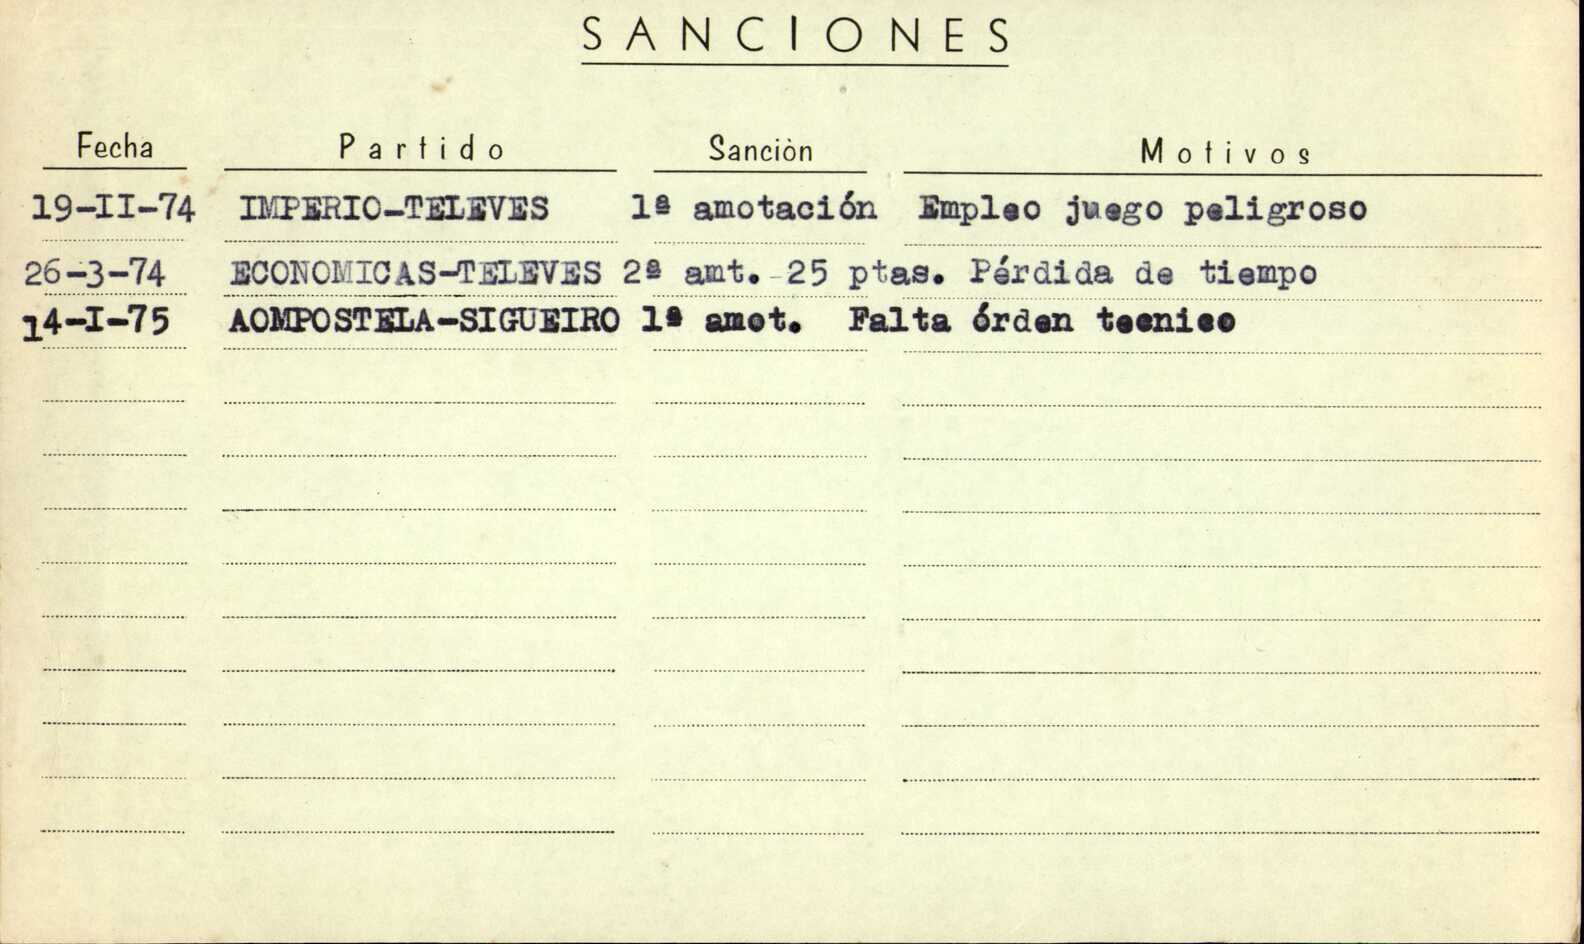 SANCIONES
Fecha Partido Sanciòn Motivos
19-II-74 IMPERIO-TELEVES 1ª amotación Empleo juego peligroso
26-3-74 ECONOMICAS-TELEVES 2ª amt. 25 ptas. Pérdida de tiempo
14-I-75 AOMPOSTELA-SIGUEIRO 1ª amot. Falta órden tecnico